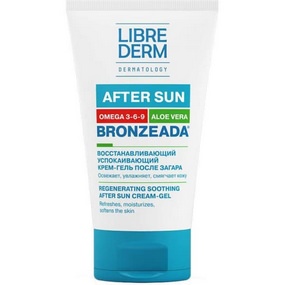 LIBRE
DERM
DERMATOLOGY
AFTER SUN
OMEGA 3-6-9 ALOE VERA
BRONZEADA®
ВОССТАНАВЛИВАЮЩИЙ
УСПОКАИВАЮЩИЙ
КРЕМ-ГЕЛЬ ПОСЛЕ ЗАГАРА
Освежает, увлажняет, смягчает кожу
REGENERATING SOOTHING
AFTER SUN CREAM-GEL
Refreshes, moisturizes,
softens the skin